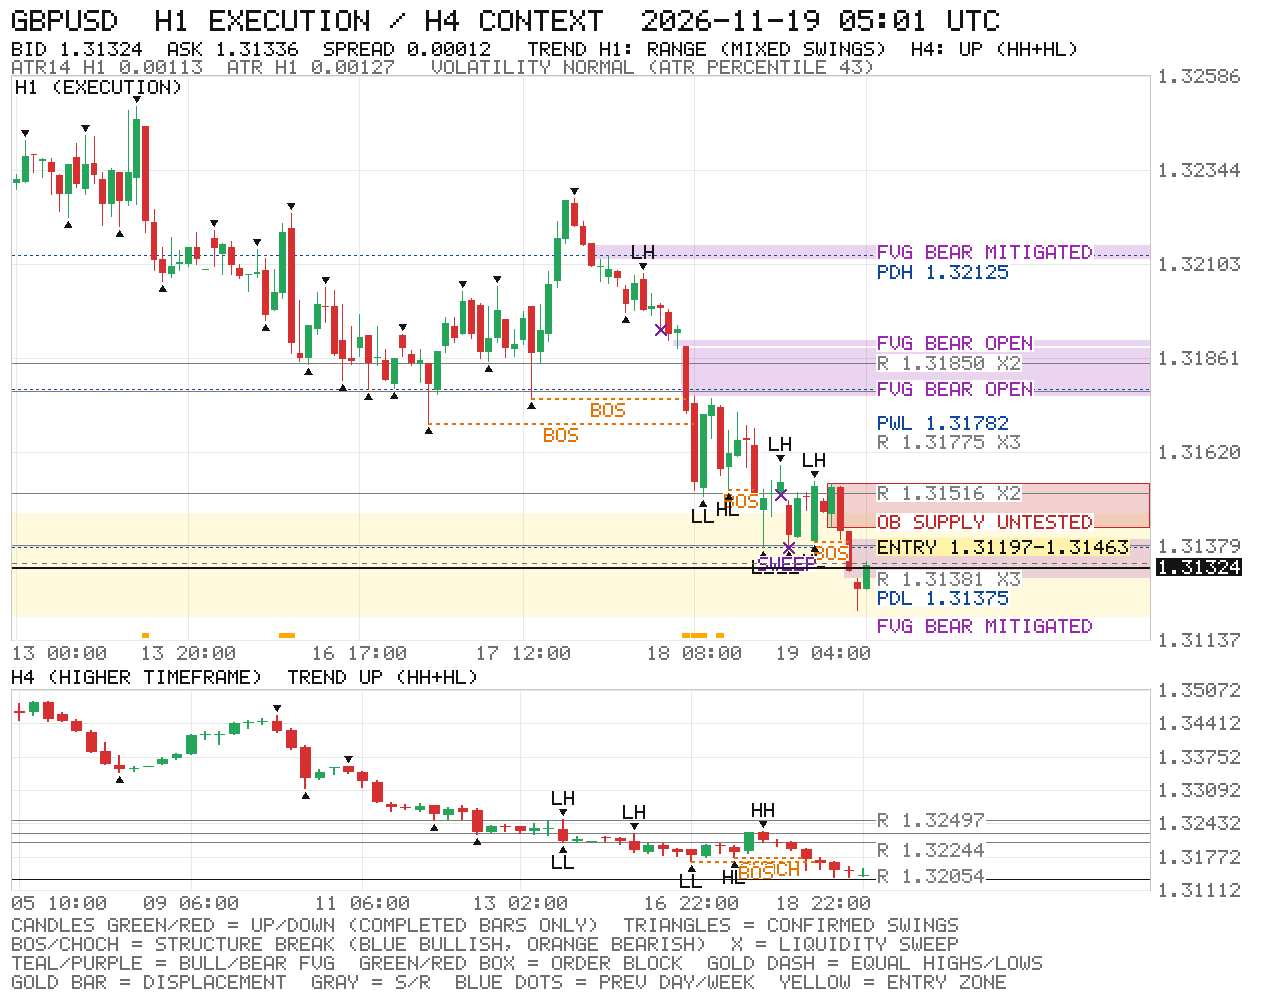 GBPUSD  H1 EXECUTION / H4 CONTEXT  2026-11-19 05:01 UTC
BID 1.31324  ASK 1.31336  SPREAD 0.00012  TREND H1: RANGE (MIXED SWINGS)  H4: UP (HH+HL)
ATR14 H1 0.00113  ATR H1 0.00127  VOLATILITY NORMAL (ATR PERCENTILE 43)
1.32586
H1 (EXECUTION)
1.32344
LH
FVG BEAR MITIGATED
1.32103
PDH 1.32125
FVG BEAR OPEN
1.31861
R 1.31850 X2
FVG BEAR OPEN
BOS
PWL 1.31782
BOS
R 1.31775 X3
LH
1.31620
LH
R 1.31516 X2
BOS
HL
LL
OB SUPPLY UNTESTED
ENTRY 1.31197-1.31463
1.31379
BOS
SWEEP
1.31324
R 1.31381 X3
PDL 1.31375
FVG BEAR MITIGATED
1.31137
13 00:00  13 20:00  16 17:00  17 12:00  18 08:00  19 04:00
H4 (HIGHER TIMEFRAME)  TREND UP (HH+HL)
1.35072
1.34412
1.33752
1.33092
LH
LH
HH
R 1.32497
1.32432
R 1.32244
1.31772
LL
BOS
CH
R 1.32054
LL
HL
1.31112
05 10:00  09 06:00  11 06:00  13 02:00  16 22:00  18 22:00
CANDLES GREEN/RED = UP/DOWN (COMPLETED BARS ONLY)  TRIANGLES = CONFIRMED SWINGS
BOS/CHOCH = STRUCTURE BREAK (BLUE BULLISH, ORANGE BEARISH)  X = LIQUIDITY SWEEP
TEAL/PURPLE = BULL/BEAR FVG  GREEN/RED BOX = ORDER BLOCK  GOLD DASH = EQUAL HIGHS/LOWS
GOLD BAR = DISPLACEMENT  GRAY = S/R  BLUE DOTS = PREV DAY/WEEK  YELLOW = ENTRY ZONE